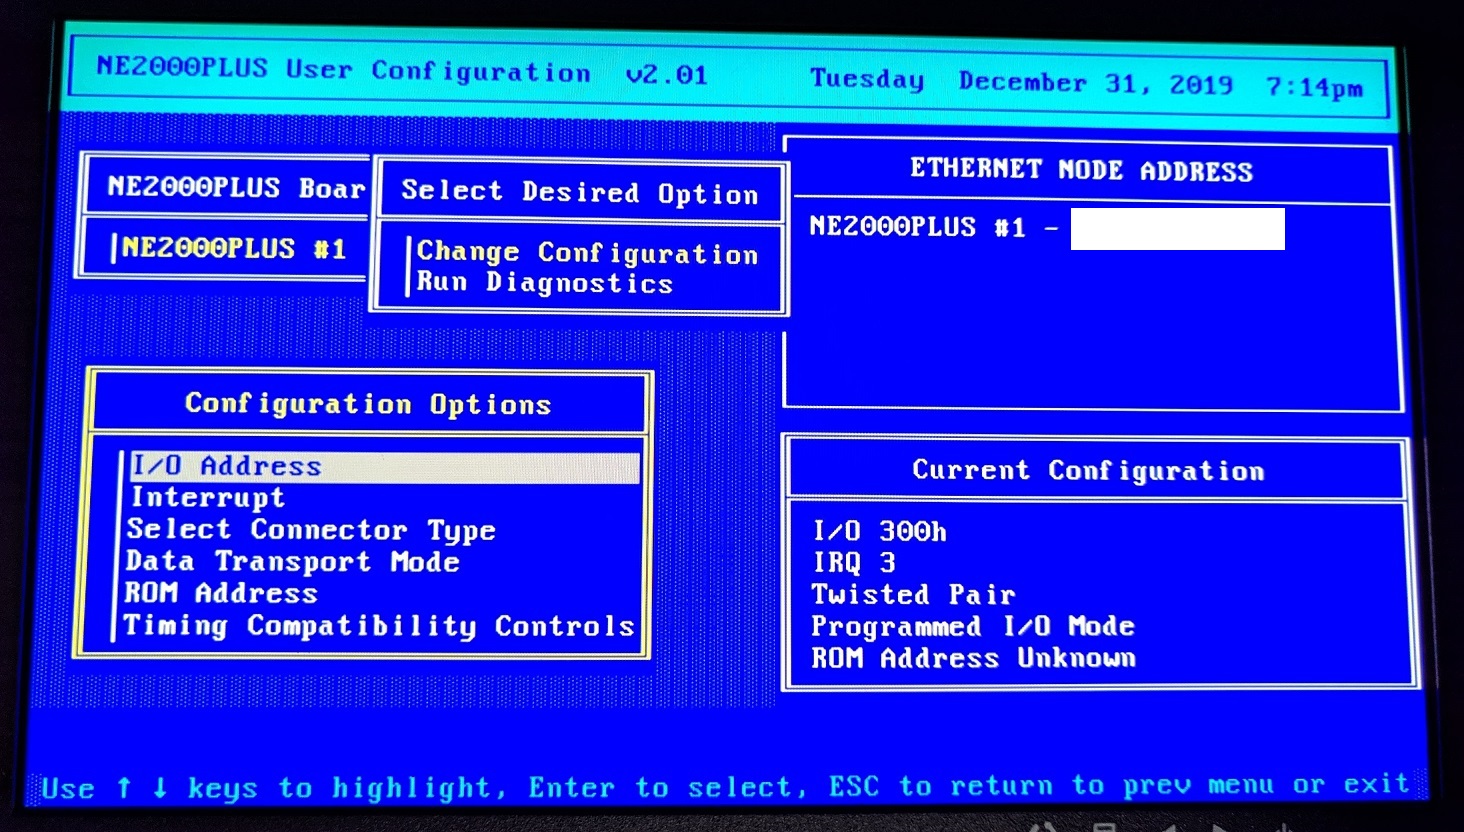 NE2000PLUS User Configuration v2.01 Tuesday December 31, 2019 7:14pm
NE2000PLUS Boar
NE2000PLUS #1
Select Desired Option
Change Configuration
Run Diagnostics
ETHERNET NODE ADDRESS
NE2000PLUS #1 -
Configuration Options
I/O Address
Interrupt
Select Connector Type
Data Transport Mode
ROM Address
Timing Compatibility Controls
Current Configuration
I/O 300h
IRQ 3
Twisted Pair
Programmed I/O Mode
ROM Address Unknown
Use ↑ ↓ keys to highlight, Enter to select, ESC to return to prev menu or exit